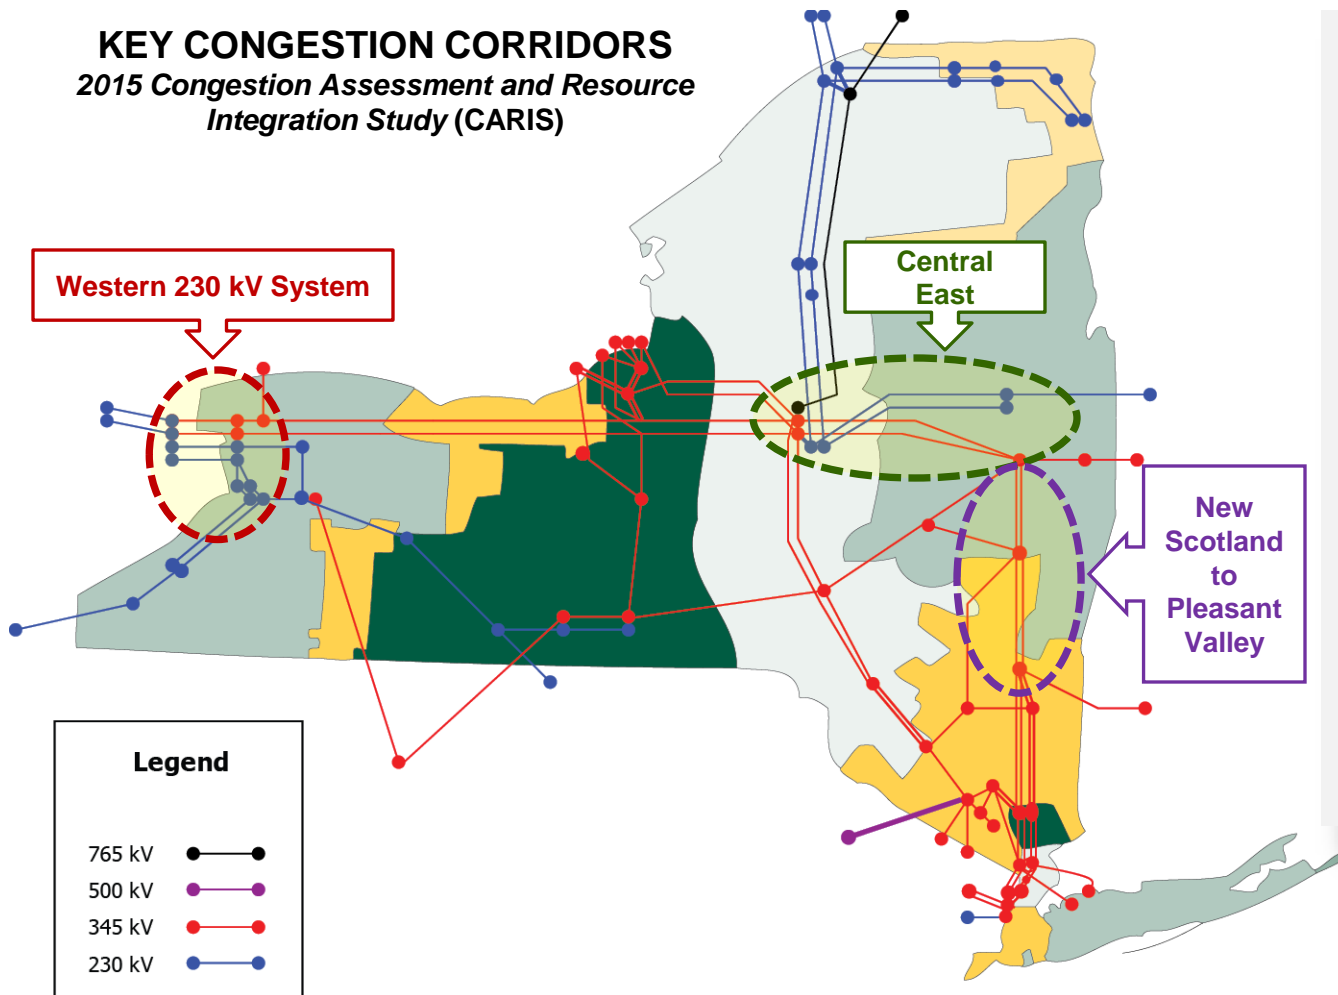 KEY CONGESTION CORRIDORS
2015 Congestion Assessment and Resource
Integration Study (CARIS)
Western 230 kV System
Central
East
New
Scotland
to
Pleasant
Valley
Legend
765 kV
500 kV
345 kV
230 kV